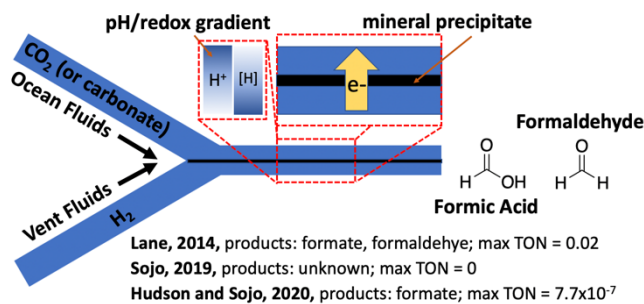 pH/redox gradient
mineral precipitate
H⁺
[H]
e-
CO₂ (or carbonate)
Ocean Fluids
Vent Fluids
H₂
Formaldehyde
O
O
OH
H
H
H
Formic Acid
Lane, 2014, products: formate, formaldehye; max TON = 0.02
Sojo, 2019, products: unknown; max TON = 0
Hudson and Sojo, 2020, products: formate; max TON = 7.7x10⁻⁷